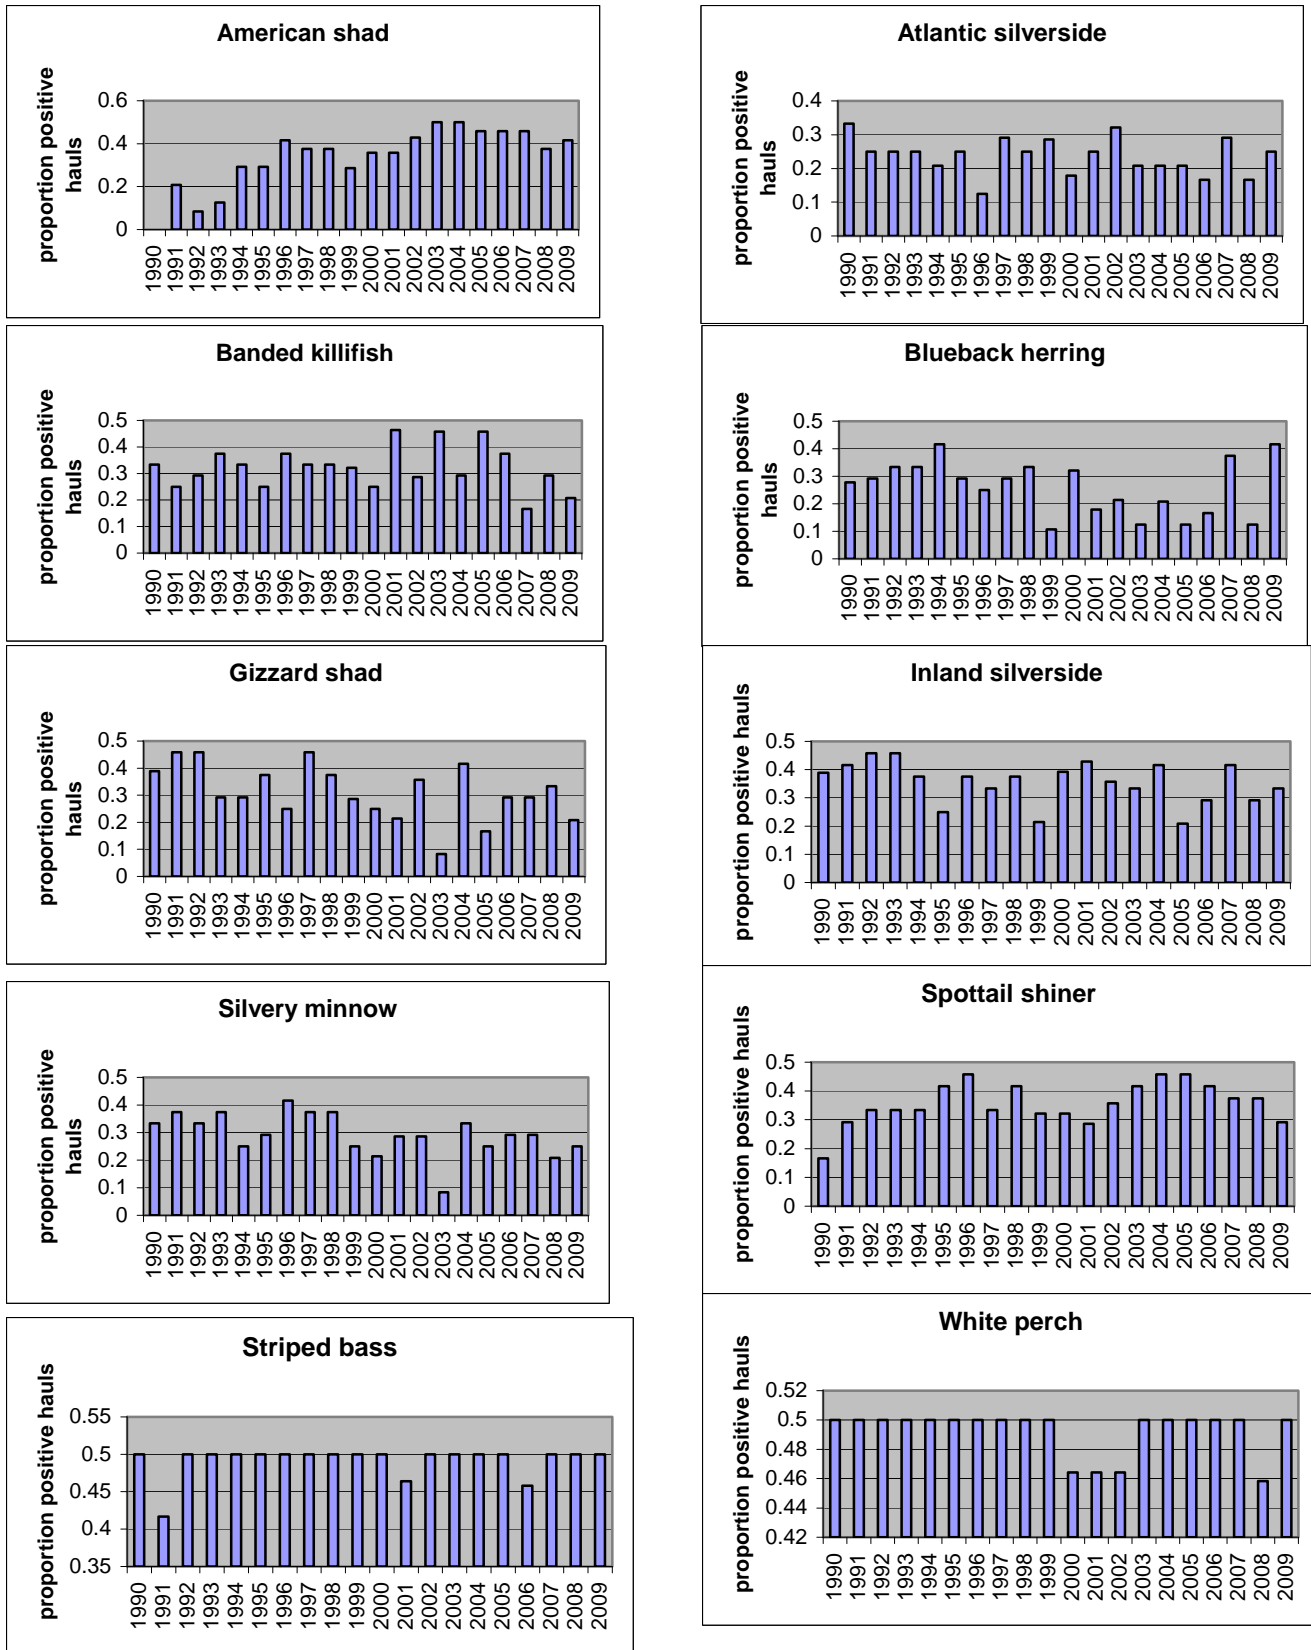 American shad
proportion positive
hauls
0.6
0.4
0.2
0
1990 1991 1992 1993 1994 1995 1996 1997 1998 1999 2000 2001 2002 2003 2004 2005 2006 2007 2008 2009
Atlantic silverside
proportion positive
hauls
0.4
0.3
0.2
0.1
0
1990 1991 1992 1993 1994 1995 1996 1997 1998 1999 2000 2001 2002 2003 2004 2005 2006 2007 2008 2009
Banded killifish
proportion positive
hauls
0.5
0.4
0.3
0.2
0.1
0
1990 1991 1992 1993 1994 1995 1996 1997 1998 1999 2000 2001 2002 2003 2004 2005 2006 2007 2008 2009
Blueback herring
proportion positive
hauls
0.5
0.4
0.3
0.2
0.1
0
1990 1991 1992 1993 1994 1995 1996 1997 1998 1999 2000 2001 2002 2003 2004 2005 2006 2007 2008 2009
Gizzard shad
proportion positive
hauls
0.5
0.4
0.3
0.2
0.1
0
1990 1991 1992 1993 1994 1995 1996 1997 1998 1999 2000 2001 2002 2003 2004 2005 2006 2007 2008 2009
Inland silverside
proportion positive hauls
0.5
0.4
0.3
0.2
0.1
0
1990 1991 1992 1993 1994 1995 1996 1997 1998 1999 2000 2001 2002 2003 2004 2005 2006 2007 2008 2009
Silvery minnow
proportion positive
hauls
0.5
0.4
0.3
0.2
0.1
0
1990 1991 1992 1993 1994 1995 1996 1997 1998 1999 2000 2001 2002 2003 2004 2005 2006 2007 2008 2009
Spottail shiner
proportion positive hauls
0.5
0.4
0.3
0.2
0.1
0
1990 1991 1992 1993 1994 1995 1996 1997 1998 1999 2000 2001 2002 2003 2004 2005 2006 2007 2008 2009
Striped bass
proportion positive hauls
0.55
0.5
0.45
0.4
0.35
1990 1991 1992 1993 1994 1995 1996 1997 1998 1999 2000 2001 2002 2003 2004 2005 2006 2007 2008 2009
White perch
proportion positive hauls
0.52
0.5
0.48
0.46
0.44
0.42
1990 1991 1992 1993 1994 1995 1996 1997 1998 1999 2000 2001 2002 2003 2004 2005 2006 2007 2008 2009